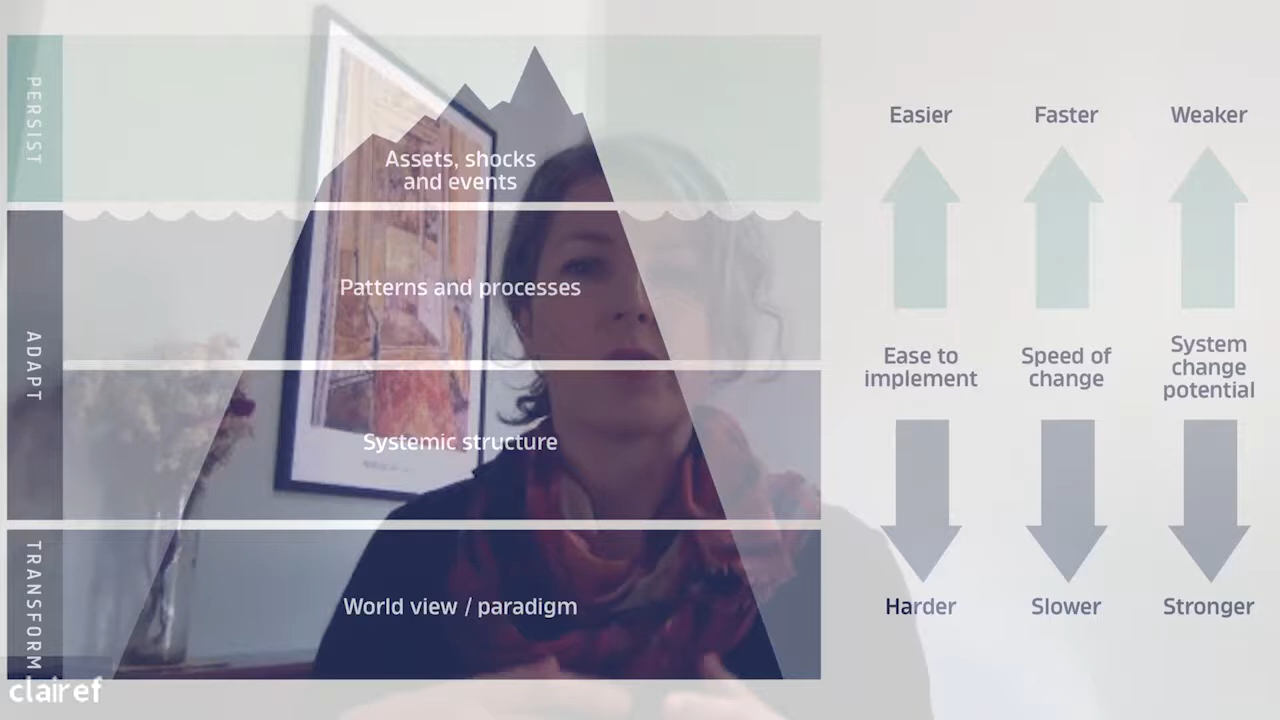 PERSIST
Assets, shocks
and events
ADAPT
Patterns and processes
Systemic structure
TRANSFORM
World view / paradigm
Easier
Faster
Weaker
Ease to
implement
Speed of
change
System
change
potential
Harder
Slower
Stronger
clairef